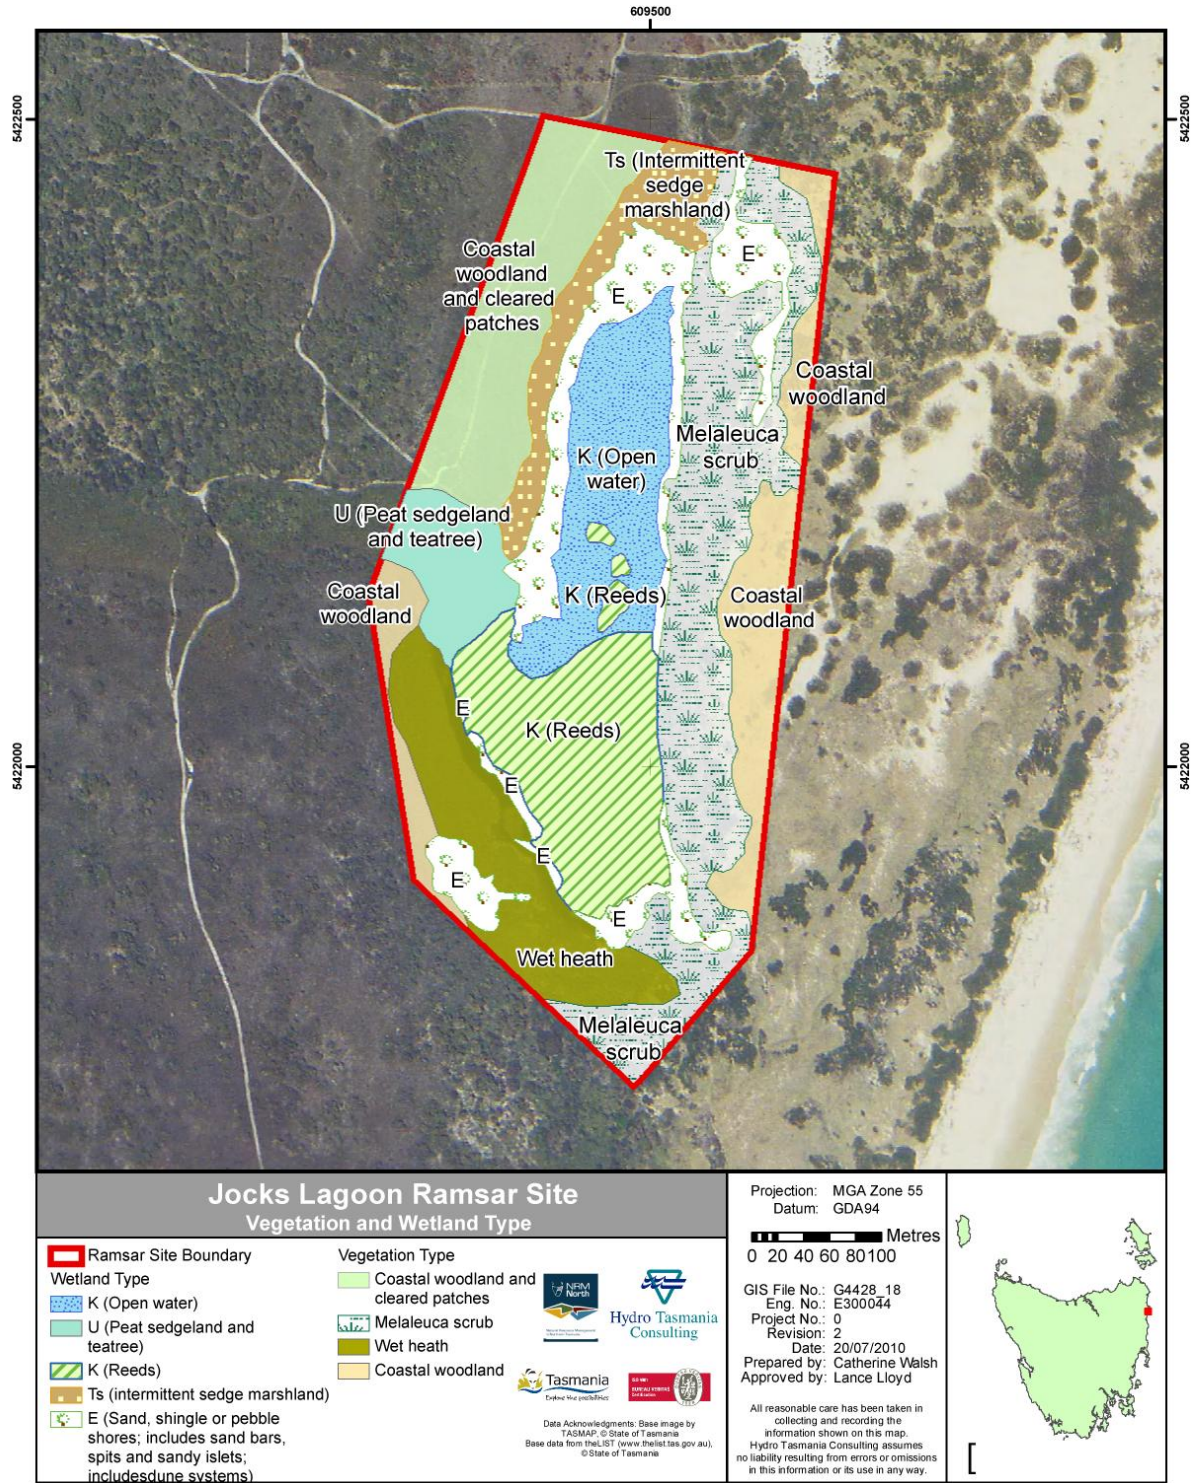 609500
5422500
5422500
Ts (Intermittent
sedge
marshland)
E
Coastal
woodland
and cleared
patches
E
Coastal
woodland
Melaleuca
scrub
K (Open
water)
U (Peat sedgeland
and teatree)
Coastal
woodland
K (Reeds)
Coastal
woodland
E
K (Reeds)
5422000
5422000
E
E
E
E
Wet heath
Melaleuca
scrub
Jocks Lagoon Ramsar Site
Vegetation and Wetland Type
Ramsar Site Boundary
Wetland Type
K (Open water)
U (Peat sedgeland and
teatree)
K (Reeds)
Ts (intermittent sedge marshland)
E (Sand, shingle or pebble
shores; includes sand bars,
spits and sandy islets;
includesdune systems)
Vegetation Type
Coastal woodland and
cleared patches
Melaleuca scrub
Wet heath
Coastal woodland
NRM
North
Hydro Tasmania
Consulting
Tasmania
Explore the possibilities
BUREAU VERITAS
Certification
Data Acknowledgments: Base image by
TASMAP, © State of Tasmania
Base data from theLIST (www.thelist.tas.gov.au),
© State of Tasmania
Projection: MGA Zone 55
Datum: GDA94
Metres
0 20 40 60 80 100
GIS File No.: G4428_18
Eng. No.: E300044
Project No.: 0
Revision: 2
Date: 20/07/2010
Prepared by: Catherine Walsh
Approved by: Lance Lloyd
All reasonable care has been taken in
collecting and recording the
information shown on this map.
Hydro Tasmania Consulting assumes
no liability resulting from errors or omissions
in this information or its use in any way.